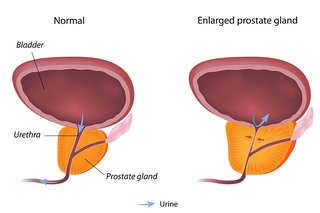 Normal
Enlarged prostate gland
Bladder
Urethra
Prostate gland
Urine